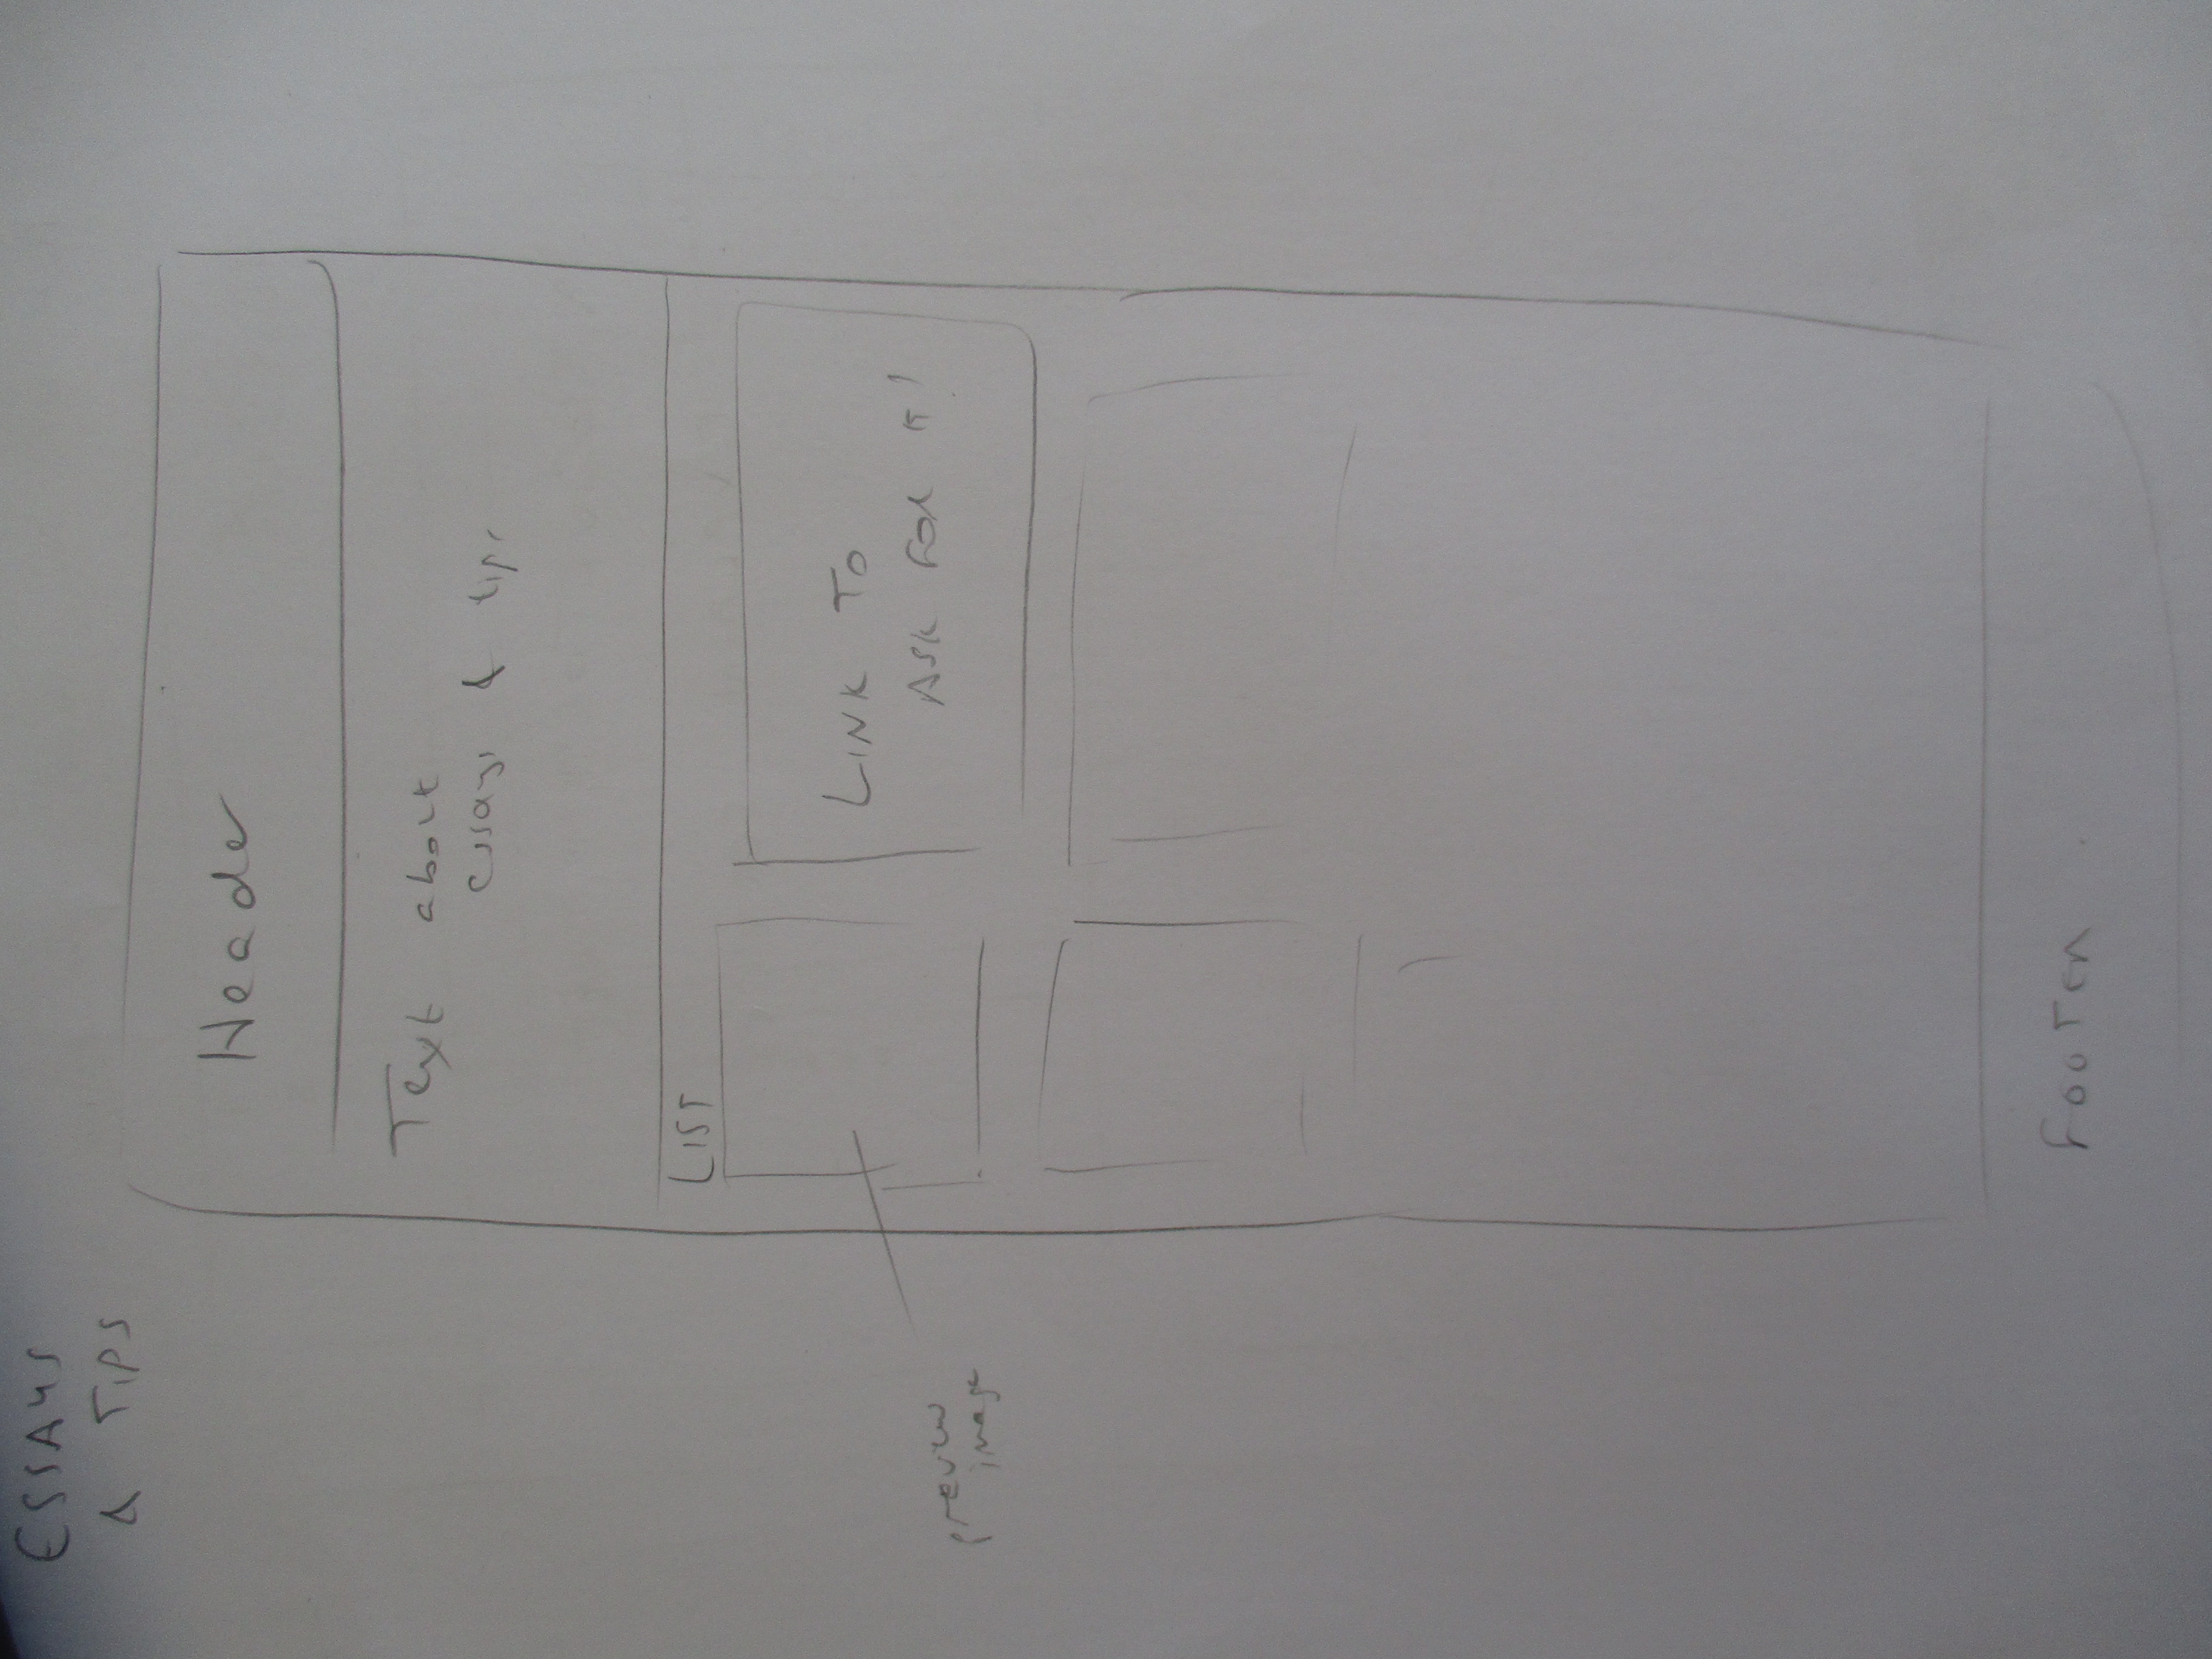 ESSAYS
& TIPS
Header
Text about
essays & tips
LIST
LINK TO
ASK FOR IT!
preview
image
FOOTER